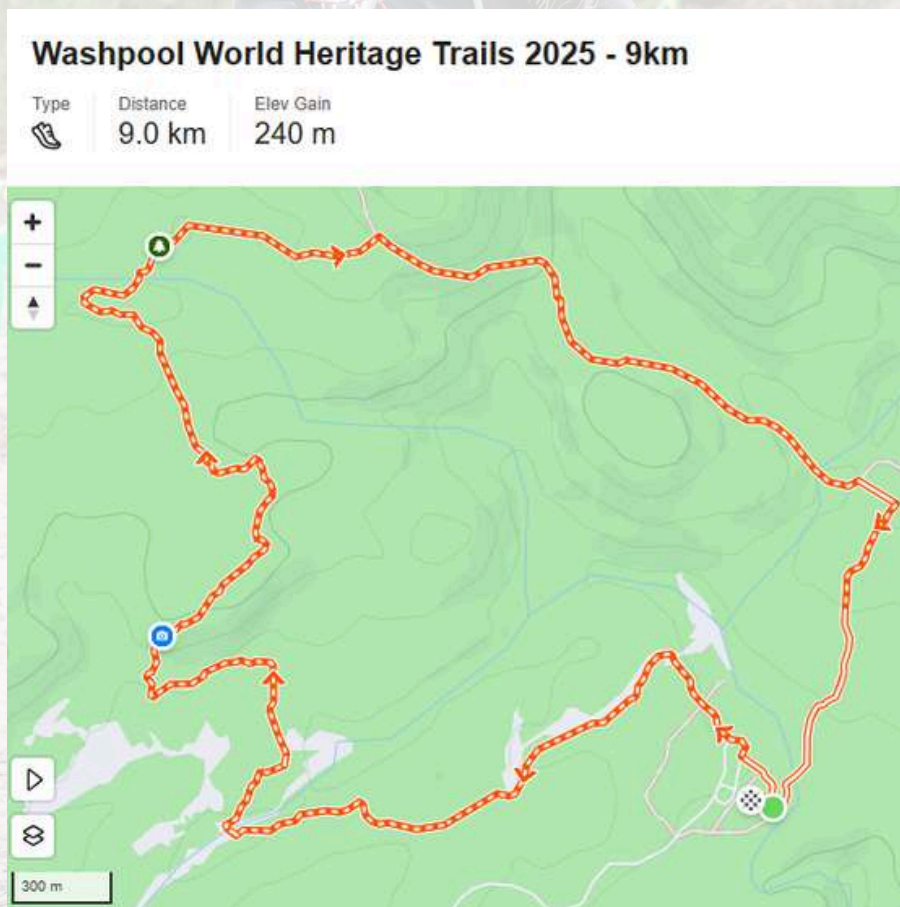 Washpool World Heritage Trails 2025 - 9km
Type Distance Elev Gain
9.0 km 240 m
+
−
300 m